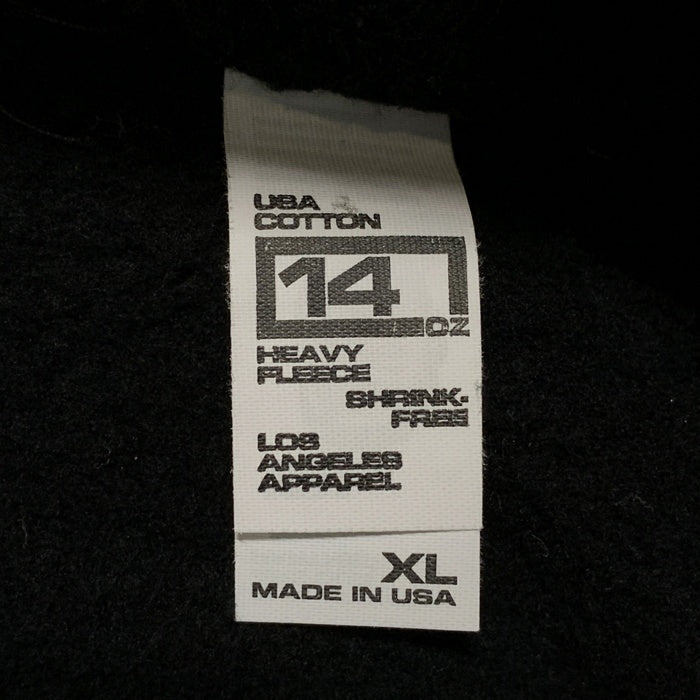 USA
COTTON
14
OZ
HEAVY
FLEECE
SHRINK-
FREE
LOS
ANGELES
APPAREL
XL
MADE IN USA